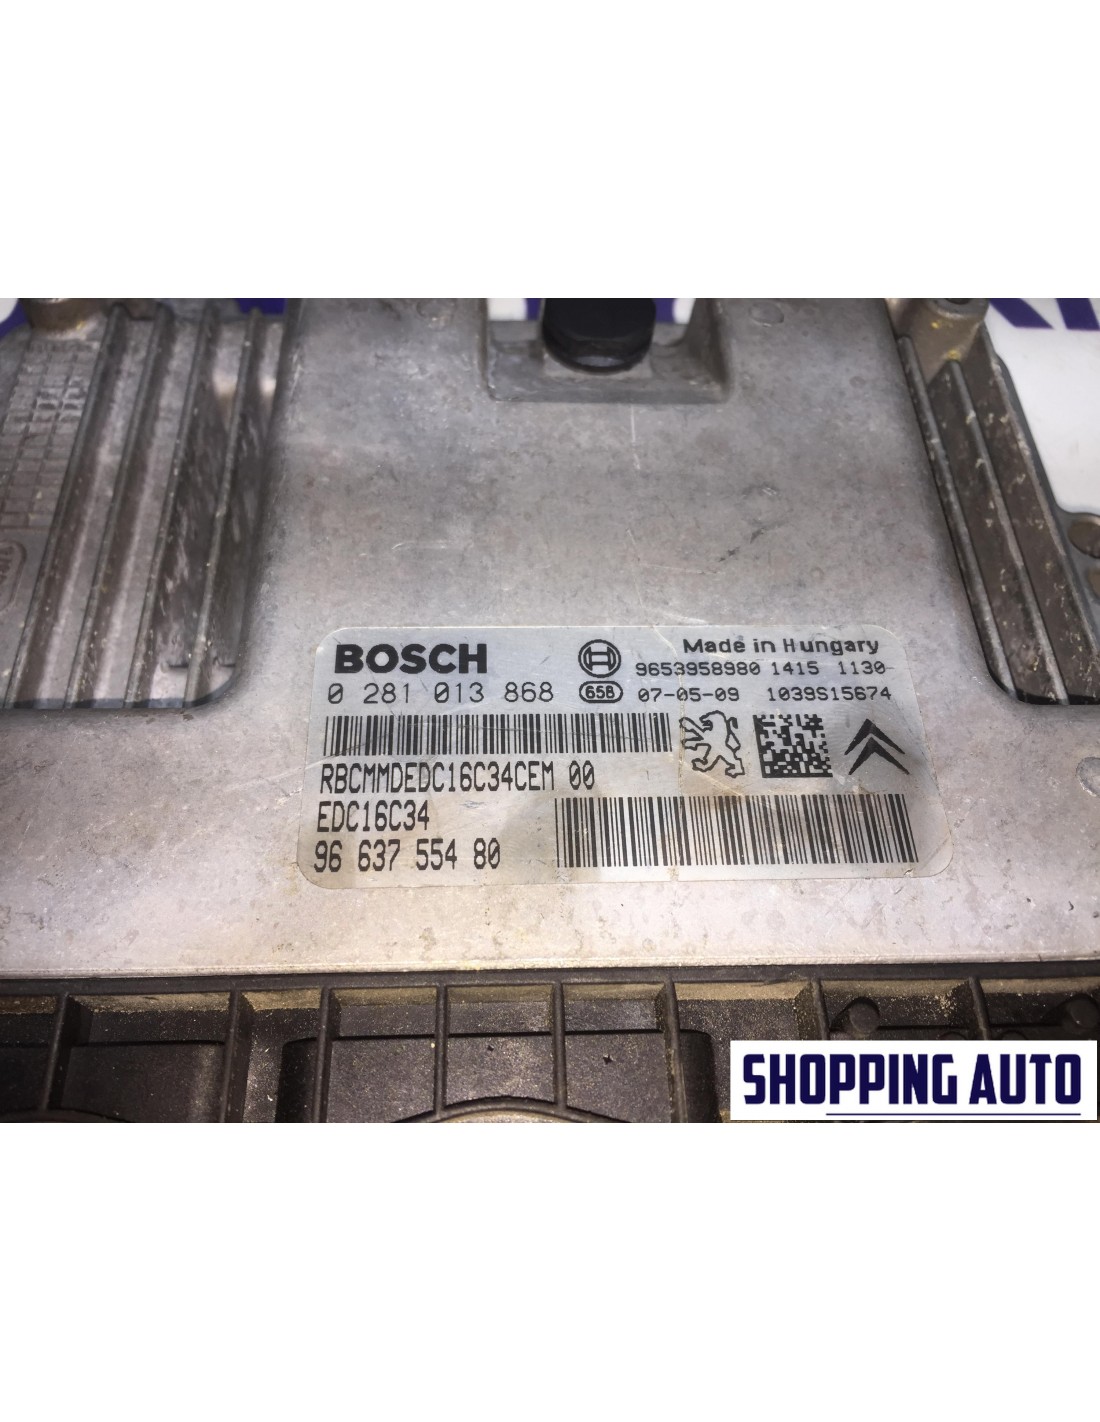 BOSCH
Made in Hungary
9653958980 1415 1130
0 281 013 868
658 07-05-09 1039S15674
RBCMMDEDC16C34CEM 00
EDC16C34
96 637 554 80
SHOPPING AUTO